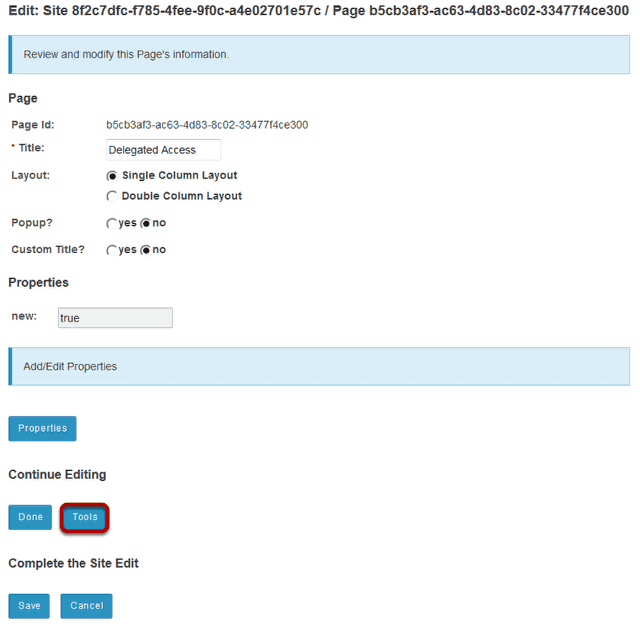 Edit: Site 8f2c7dfc-f785-4fee-9f0c-a4e02701e57c / Page b5cb3af3-ac63-4d83-8c02-33477f4ce300
Review and modify this Page's information.
Page
Page Id: b5cb3af3-ac63-4d83-8c02-33477f4ce300
* Title: Delegated Access
Layout: Single Column Layout
Double Column Layout
Popup? yes no
Custom Title? yes no
Properties
new: true
Add/Edit Properties
Properties
Continue Editing
Done Tools
Complete the Site Edit
Save Cancel